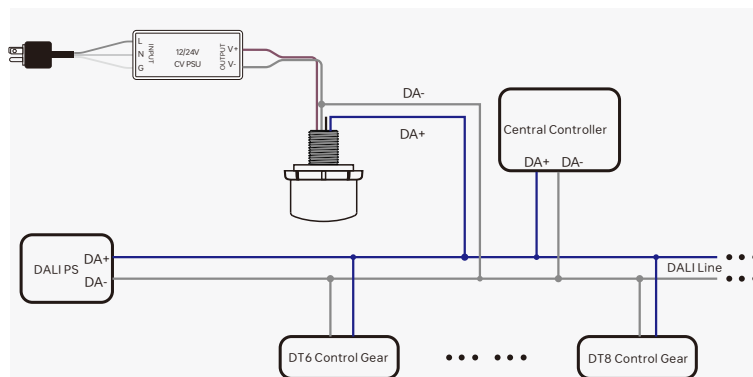 L
N
G
INPUT
12/24V
CV PSU
OUTPUT
V+
V-
DA-
DA+
Central Controller
DA+ DA-
DALI PS
DA+
DA-
DALI Line
DT6 Control Gear
DT8 Control Gear